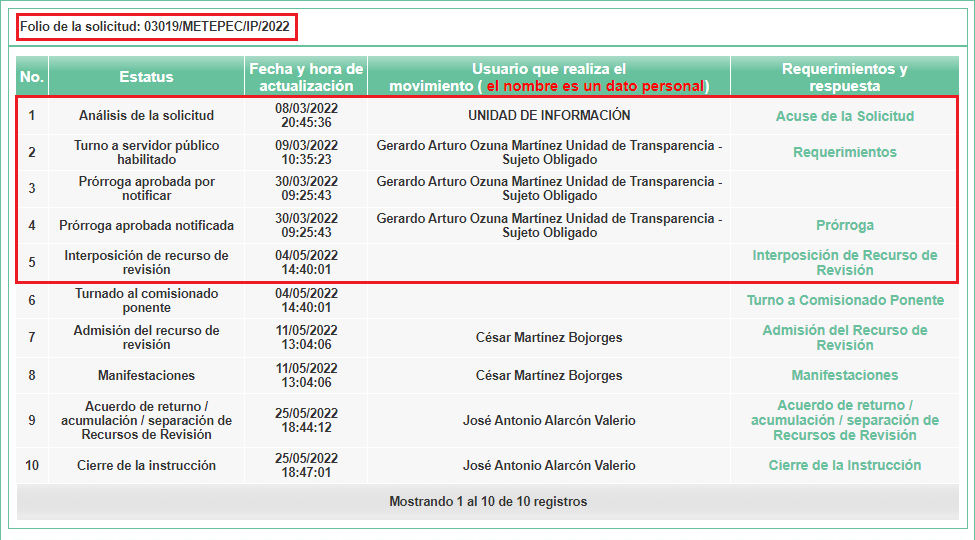 Folio de la solicitud: 03019/METEPEC/IP/2022
No. Estatus Fecha y hora de actualización Usuario que realiza el movimiento ( el nombre es un dato personal) Requerimientos y respuesta
1 Análisis de la solicitud 08/03/2022 20:45:36 UNIDAD DE INFORMACIÓN Acuse de la Solicitud
2 Turno a servidor público habilitado 09/03/2022 10:35:23 Gerardo Arturo Ozuna Martínez Unidad de Transparencia - Sujeto Obligado Requerimientos
3 Prórroga aprobada por notificar 30/03/2022 09:25:43 Gerardo Arturo Ozuna Martínez Unidad de Transparencia - Sujeto Obligado
4 Prórroga aprobada notificada 30/03/2022 09:25:43 Gerardo Arturo Ozuna Martínez Unidad de Transparencia - Sujeto Obligado Prórroga
5 Interposición de recurso de revisión 04/05/2022 14:40:01 Interposición de Recurso de Revisión
6 Turnado al comisionado ponente 04/05/2022 14:40:01 Turno a Comisionado Ponente
7 Admisión del recurso de revisión 11/05/2022 13:04:06 César Martínez Bojorges Admisión del Recurso de Revisión
8 Manifestaciones 11/05/2022 13:04:06 César Martínez Bojorges Manifestaciones
9 Acuerdo de returno / acumulación / separación de Recursos de Revisión 25/05/2022 18:44:12 José Antonio Alarcón Valerio Acuerdo de returno / acumulación / separación de Recursos de Revisión
10 Cierre de la instrucción 25/05/2022 18:47:01 José Antonio Alarcón Valerio Cierre de la Instrucción
Mostrando 1 al 10 de 10 registros